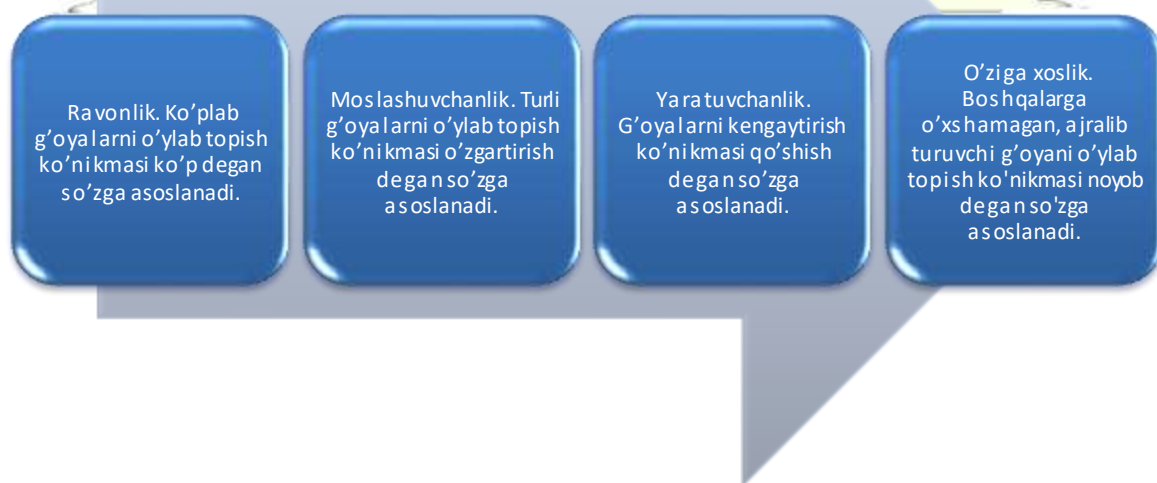 Ravonlik. Ko’plab
g’oyalarni o’ylab topish
ko’nikmasi ko’p degan
so’zga asoslanadi.
Moslashuvchanlik. Turli
g’oyalarni o’ylab topish
ko’nikmasi o’zgartirish
degan so’zga
asoslanadi.
Yaratuvchanlik.
G’oyalarni kengaytirish
ko’nikmasi qo’shish
degan so’zga
asoslanadi.
O’ziga xoslik.
Boshqalarga
o’xshamagan, ajralib
turuvchi g’oyani o’ylab
topish ko'nikmasi noyob
degan so'zga
asoslanadi.